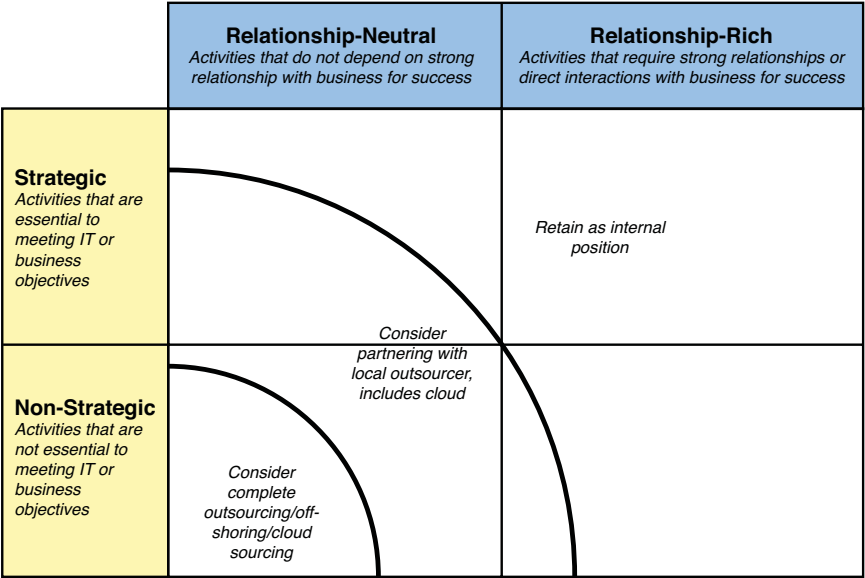 Relationship-Neutral
Activities that do not depend on strong
relationship with business for success
Relationship-Rich
Activities that require strong relationships or
direct interactions with business for success
Strategic
Activities that are
essential to
meeting IT or
business
objectives
Retain as internal
position
Consider
partnering with
local outsourcer,
includes cloud
Non-Strategic
Activities that are
not essential to
meeting IT or
business
objectives
Consider
complete
outsourcing/off-
shoring/cloud
sourcing